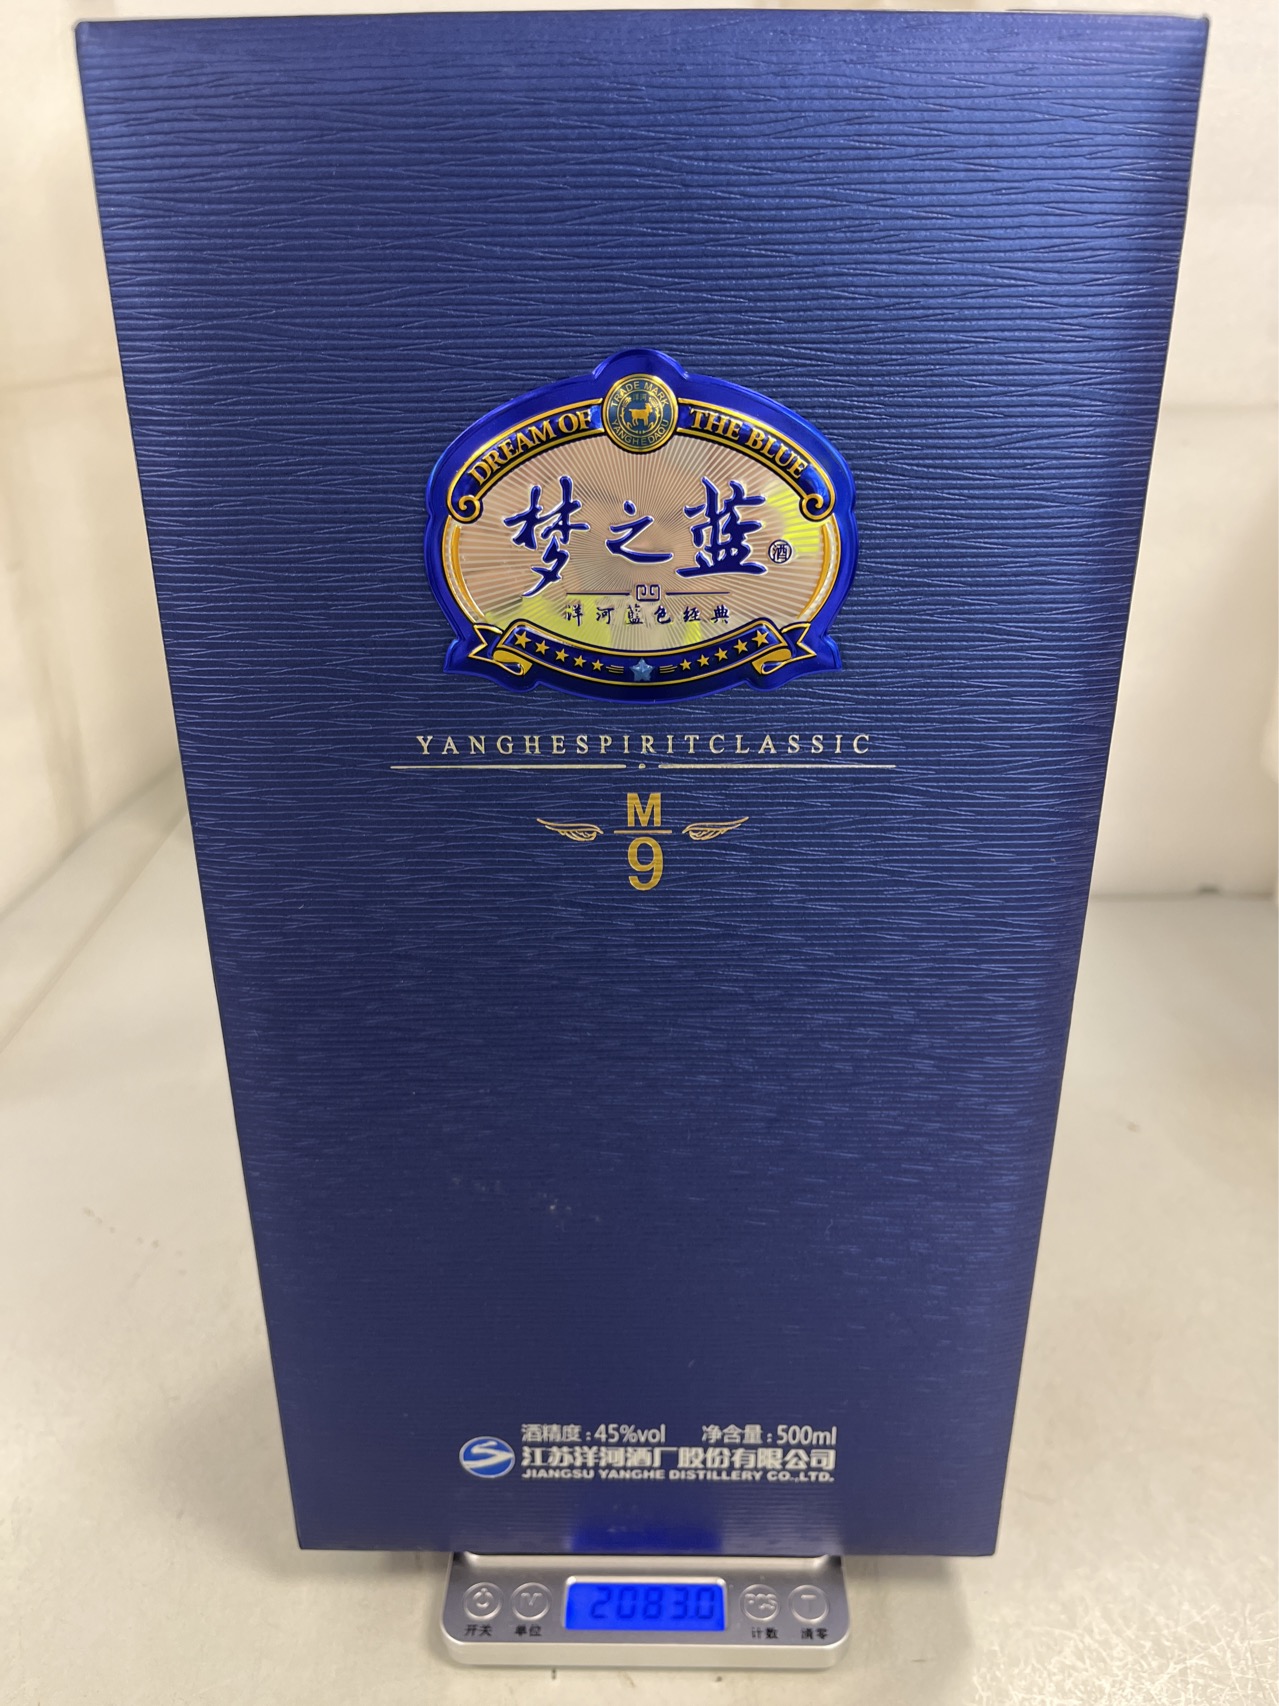 TRADE MARK
YANGHEDAQU
DREAM OF THE BLUE
梦之蓝 酒
洋河蓝色经典
YANGHESPIRITCLASSIC
M
9
酒精度:45%vol 净含量:500ml
江苏洋河酒厂股份有限公司
JIANGSU YANGHE DISTILLERY CO.,LTD.
2083.0
PCS T
开关 单位 计数 清零